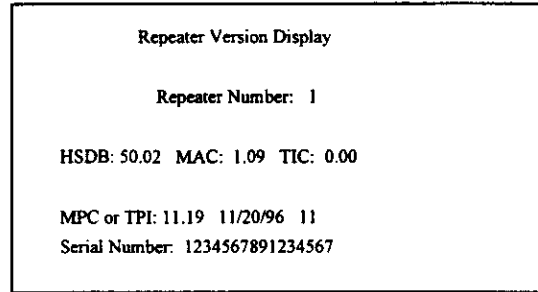 Repeater Version Display
Repeater Number: 1
HSDB: 50.02 MAC: 1.09 TIC: 0.00
MPC or TPI: 11.19 11/20/96 11
Serial Number: 1234567891234567